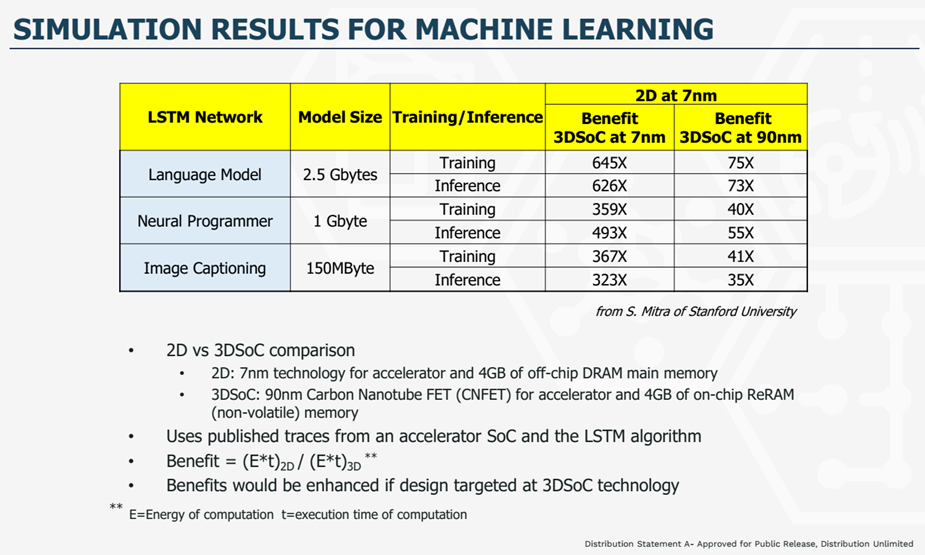 SIMULATION RESULTS FOR MACHINE LEARNING
LSTM Network
Model Size
Training/Inference
2D at 7nm
Benefit
3DSoC at 7nm
Benefit
3DSoC at 90nm
Language Model
2.5 Gbytes
Training
645X
75X
Inference
626X
73X
Neural Programmer
1 Gbyte
Training
359X
40X
Inference
493X
55X
Image Captioning
150MByte
Training
367X
41X
Inference
323X
35X
from S. Mitra of Stanford University
• 2D vs 3DSoC comparison
• 2D: 7nm technology for accelerator and 4GB of off-chip DRAM main memory
• 3DSoC: 90nm Carbon Nanotube FET (CNFET) for accelerator and 4GB of on-chip ReRAM
(non-volatile) memory
• Uses published traces from an accelerator SoC and the LSTM algorithm
• Benefit = (E*t)2D / (E*t)3D **
• Benefits would be enhanced if design targeted at 3DSoC technology
** E=Energy of computation t=execution time of computation
Distribution Statement A- Approved for Public Release, Distribution Unlimited